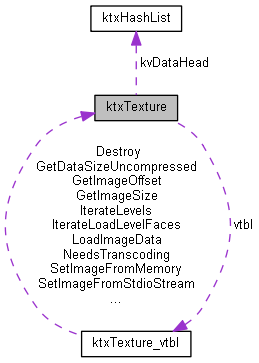 ktxHashList
kvDataHead
ktxTexture
Destroy
GetDataSizeUncompressed
GetImageOffset
GetImageSize
IterateLevels
IterateLoadLevelFaces
LoadImageData
NeedsTranscoding
SetImageFromMemory
SetImageFromStdioStream
...
vtbl
ktxTexture_vtbl